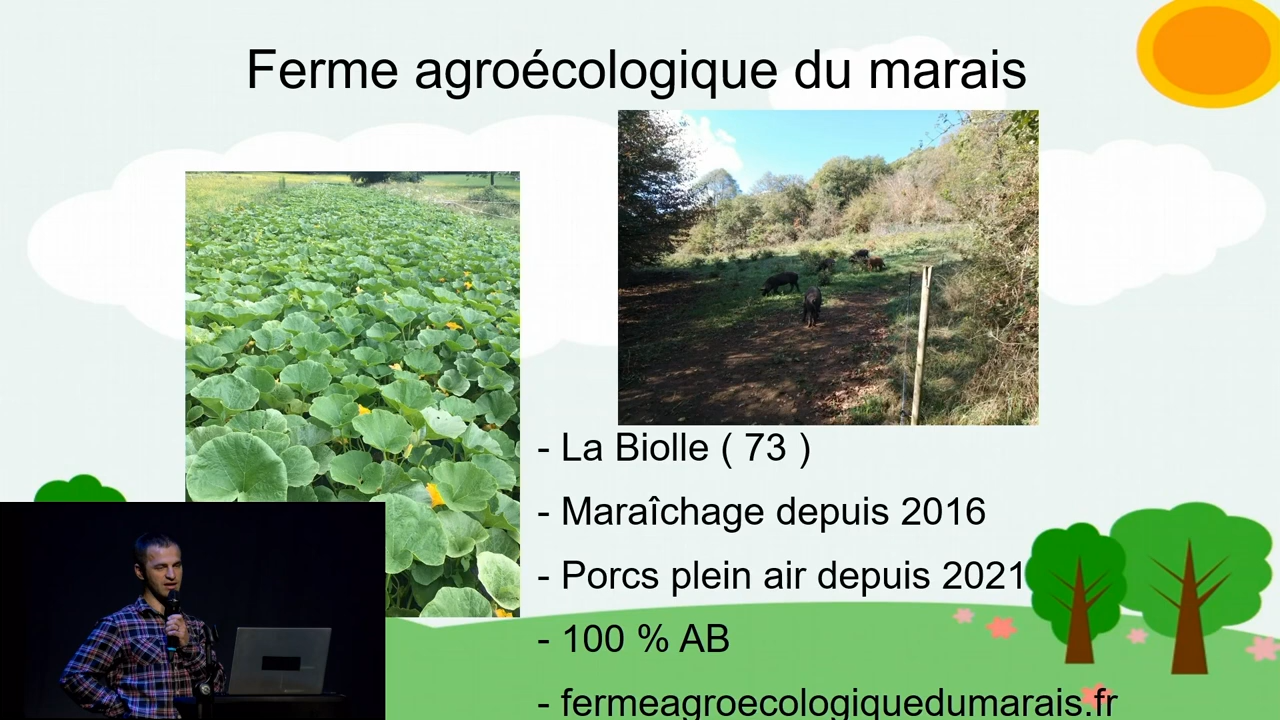 Ferme agroécologique du marais
- La Biolle ( 73 )
- Maraîchage depuis 2016
- Porcs plein air depuis 2021
- 100 % AB
- fermeagroecologiquedumarais.fr